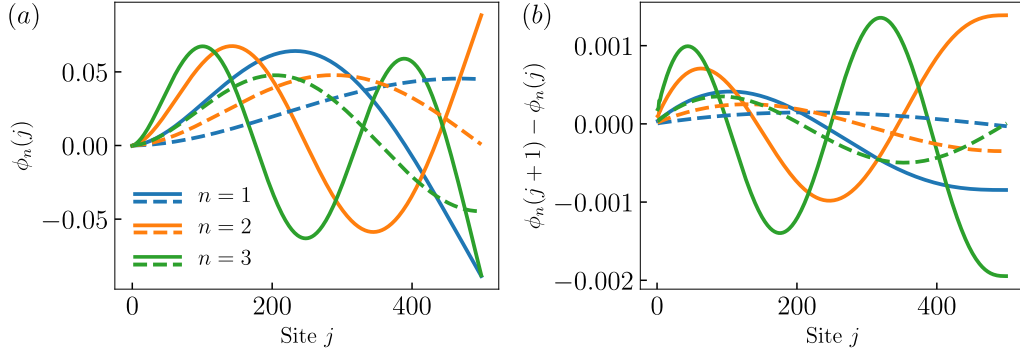 (a)
ϕₙ(j)
0.05
0.00
−0.05
n = 1
n = 2
n = 3
0
200
400
Site j
(b)
ϕₙ(j + 1) − ϕₙ(j)
0.001
0.000
−0.001
−0.002
0
200
400
Site j